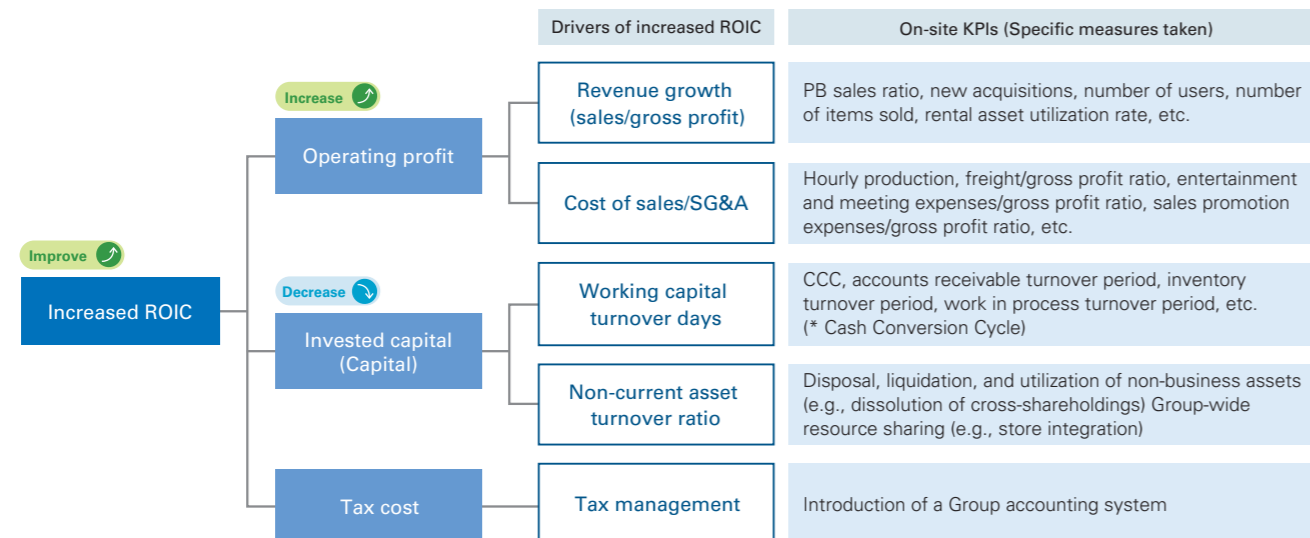 Drivers of increased ROIC
On-site KPIs (Specific measures taken)
Improve
Increased ROIC
Increase
Operating profit
Revenue growth
(sales/gross profit)
PB sales ratio, new acquisitions, number of users, number
of items sold, rental asset utilization rate, etc.
Cost of sales/SG&A
Hourly production, freight/gross profit ratio, entertainment
and meeting expenses/gross profit ratio, sales promotion
expenses/gross profit ratio, etc.
Decrease
Invested capital
(Capital)
Working capital
turnover days
CCC, accounts receivable turnover period, inventory
turnover period, work in process turnover period, etc.
(* Cash Conversion Cycle)
Non-current asset
turnover ratio
Disposal, liquidation, and utilization of non-business assets
(e.g., dissolution of cross-shareholdings) Group-wide
resource sharing (e.g., store integration)
Tax cost
Tax management
Introduction of a Group accounting system